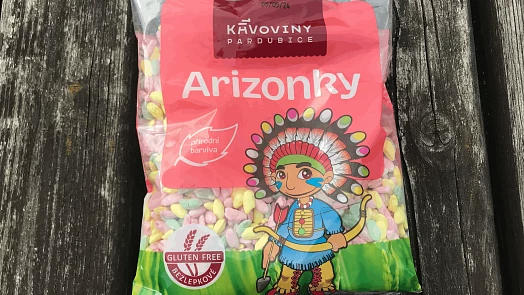 KÁVOVINY
PARDUBICE
Arizonky
přírodní
barviva
GLUTEN FREE
BEZLEPKOVÉ